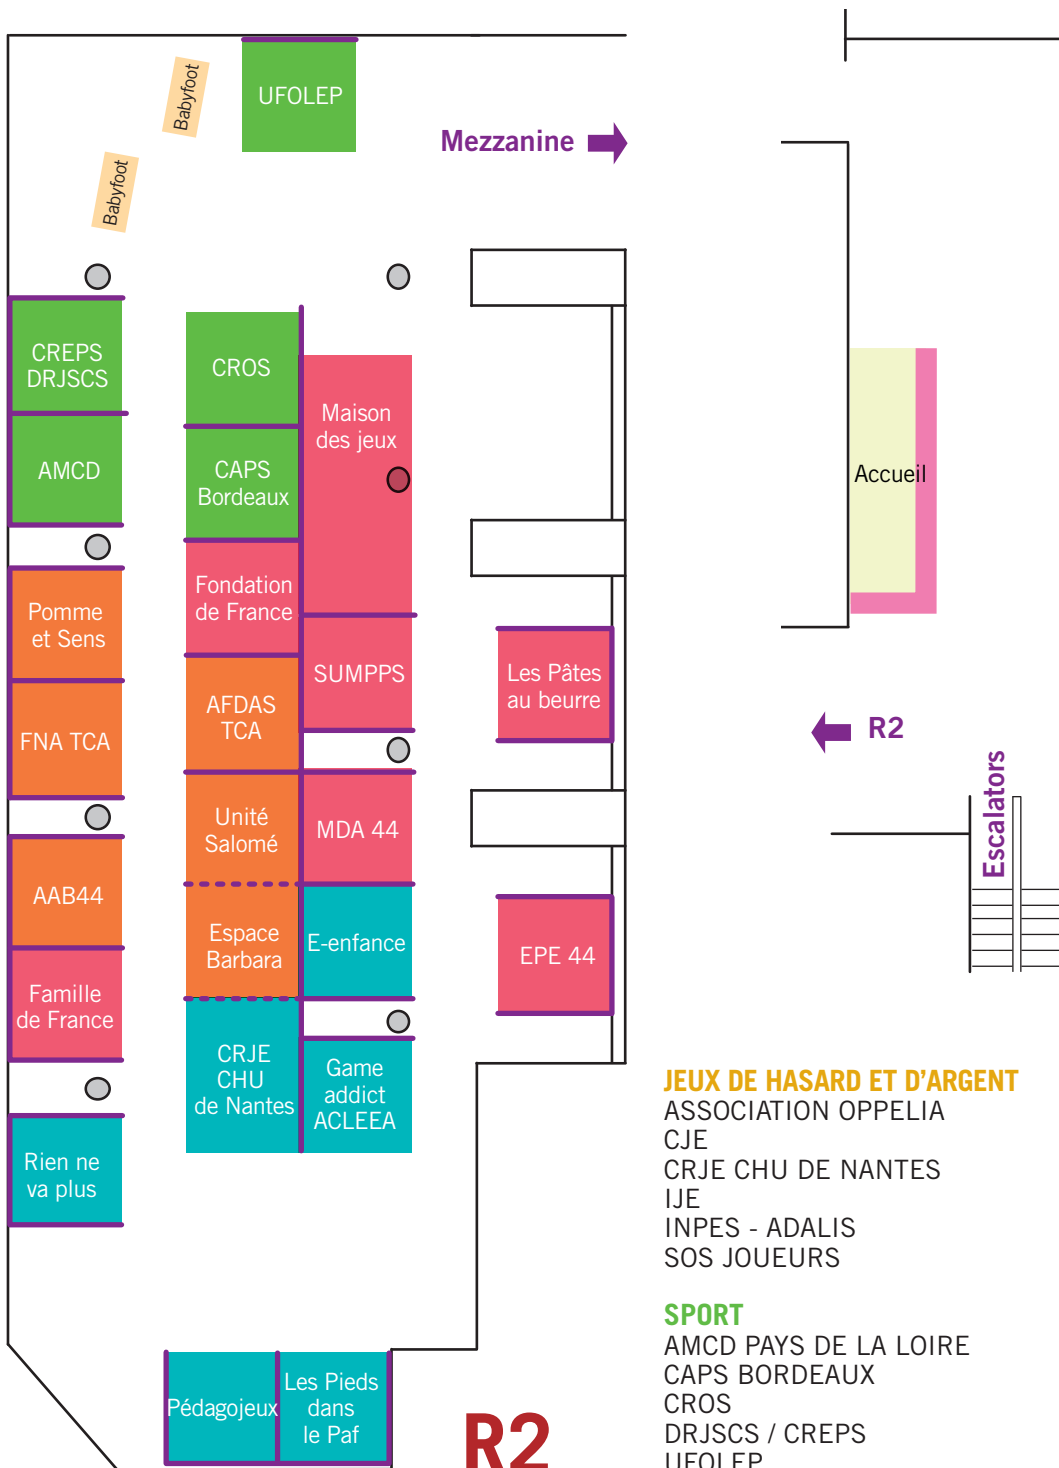 Babyfoot
UFOLEP
Mezzanine
Babyfoot
CREPS
DRJSCS
CROS
Maison
des jeux
AMCD
CAPS
Bordeaux
Accueil
Pomme
et Sens
Fondation
de France
SUMPPS
Les Pâtes
au beurre
FNA TCA
AFDAS
TCA
R2
Escalators
Unité
Salomé
MDA 44
AAB44
Espace
Barbara
E-enfance
EPE 44
Famille
de France
CRJE
CHU
de Nantes
Game
addict
ACLEEA
Rien ne
va plus
JEUX DE HASARD ET D'ARGENT
ASSOCIATION OPPELIA
CJE
CRJE CHU DE NANTES
IJE
INPES - ADALIS
SOS JOUEURS
SPORT
AMCD PAYS DE LA LOIRE
CAPS BORDEAUX
CROS
DRJSCS / CREPS
UFOLEP
Pédagojeux
Les Pieds
dans
le Paf
R2